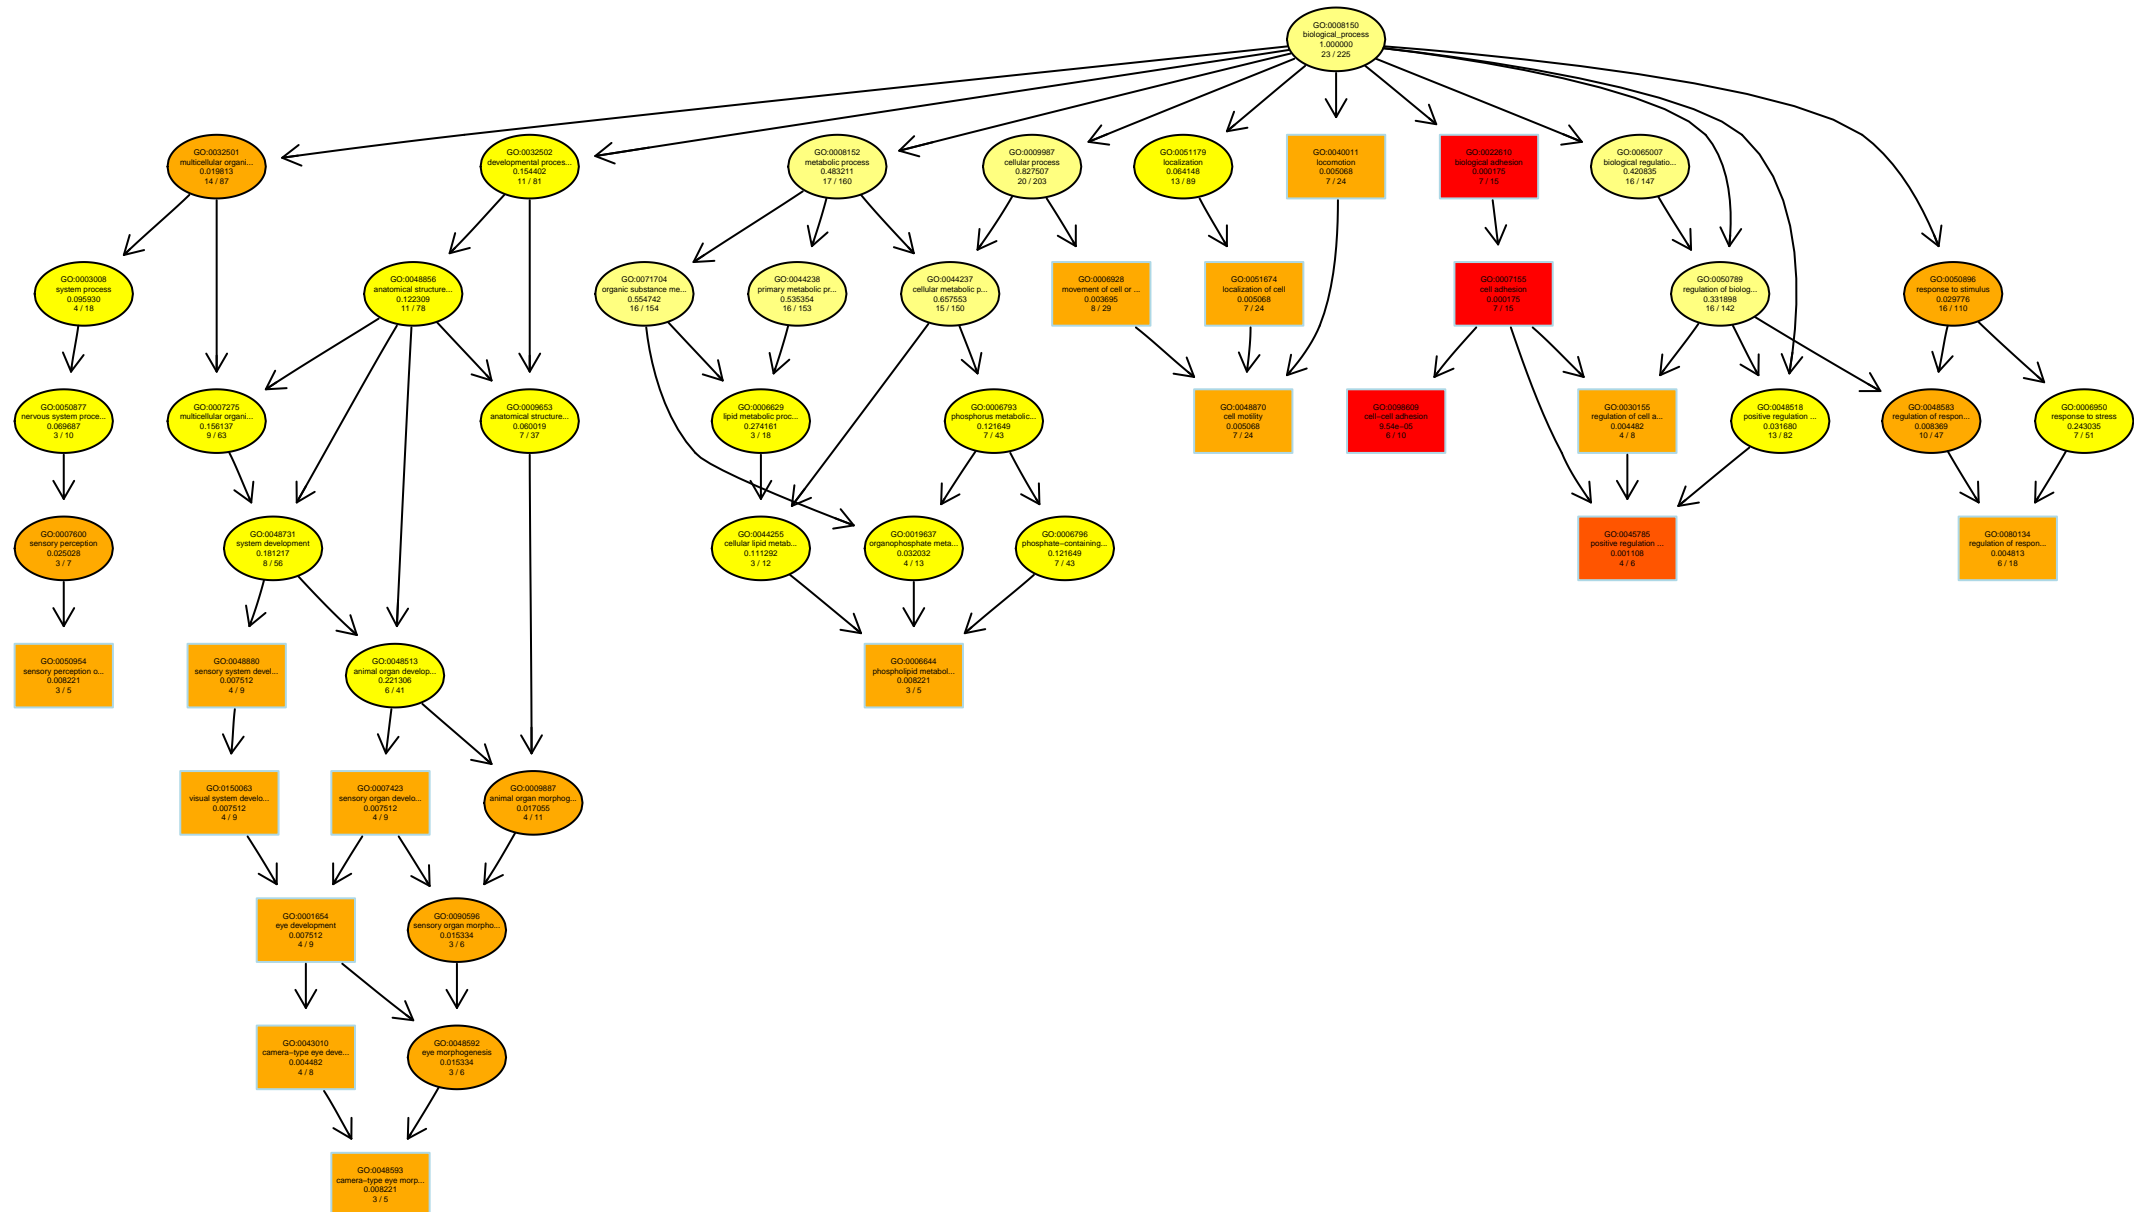 GO:0008150
biological_process
1.000000
23 / 225
GO:0032501
multicellular organi...
0.019813
14 / 87
GO:0032502
developmental proces...
0.154402
11 / 81
GO:0008152
metabolic process
0.483211
17 / 160
GO:0009987
cellular process
0.827507
20 / 203
GO:0051179
localization
0.064148
13 / 89
GO:0040011
locomotion
0.005068
7 / 24
GO:0022610
biological adhesion
0.000175
7 / 15
GO:0065007
biological regulatio...
0.420835
16 / 147
GO:0003008
system process
0.095930
4 / 18
GO:0048856
anatomical structure...
0.122309
11 / 78
GO:0071704
organic substance me...
0.554742
16 / 154
GO:0044238
primary metabolic pr...
0.535354
16 / 153
GO:0044237
cellular metabolic p...
0.657553
15 / 150
GO:0006928
movement of cell or ...
0.003695
8 / 29
GO:0051674
localization of cell
0.005068
7 / 24
GO:0007155
cell adhesion
0.000175
7 / 15
GO:0050789
regulation of biolog...
0.331898
16 / 142
GO:0050896
response to stimulus
0.029776
16 / 110
GO:0050877
nervous system proce...
0.069687
3 / 10
GO:0007275
multicellular organi...
0.156137
9 / 63
GO:0009653
anatomical structure...
0.060019
7 / 37
GO:0006629
lipid metabolic proc...
0.274161
3 / 18
GO:0006793
phosphorus metabolic...
0.121649
7 / 43
GO:0048870
cell motility
0.005068
7 / 24
GO:0098609
cell−cell adhesion
9.54e−05
6 / 10
GO:0030155
regulation of cell a...
0.004482
4 / 8
GO:0048518
positive regulation ...
0.031680
13 / 82
GO:0048583
regulation of respon...
0.008369
10 / 47
GO:0006950
response to stress
0.243035
7 / 51
GO:0007600
sensory perception
0.025028
3 / 7
GO:0048731
system development
0.181217
8 / 56
GO:0044255
cellular lipid metab...
0.111292
3 / 12
GO:0019637
organophosphate meta...
0.032032
4 / 13
GO:0006796
phosphate−containing...
0.121649
7 / 43
GO:0045785
positive regulation ...
0.001108
4 / 6
GO:0080134
regulation of respon...
0.004813
6 / 18
GO:0050954
sensory perception o...
0.008221
3 / 5
GO:0048880
sensory system devel...
0.007512
4 / 9
GO:0048513
animal organ develop...
0.221306
6 / 41
GO:0006644
phospholipid metabol...
0.008221
3 / 5
GO:0150063
visual system develo...
0.007512
4 / 9
GO:0007423
sensory organ develo...
0.007512
4 / 9
GO:0009887
animal organ morphog...
0.017055
4 / 11
GO:0001654
eye development
0.007512
4 / 9
GO:0090596
sensory organ morpho...
0.015334
3 / 6
GO:0043010
camera−type eye deve...
0.004482
4 / 8
GO:0048592
eye morphogenesis
0.015334
3 / 6
GO:0048593
camera−type eye morp...
0.008221
3 / 5